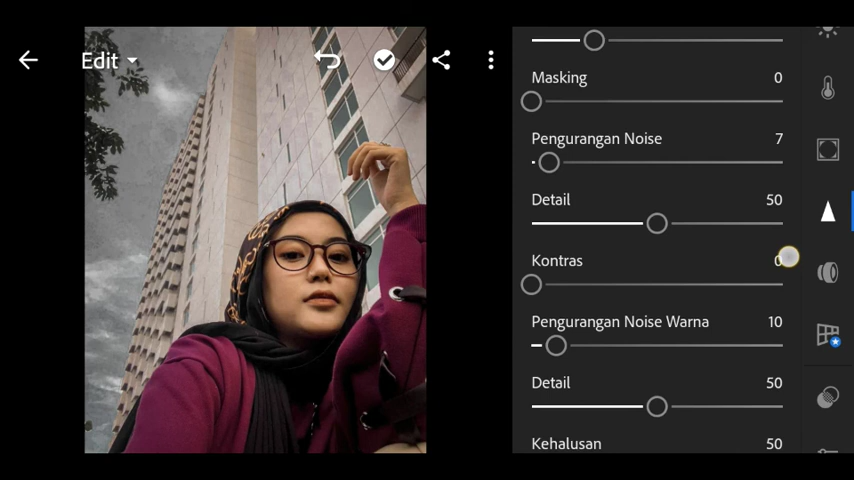 Edit
Masking 0
Pengurangan Noise 7
Detail 50
Kontras 0
Pengurangan Noise Warna 10
Detail 50
Kehalusan 50